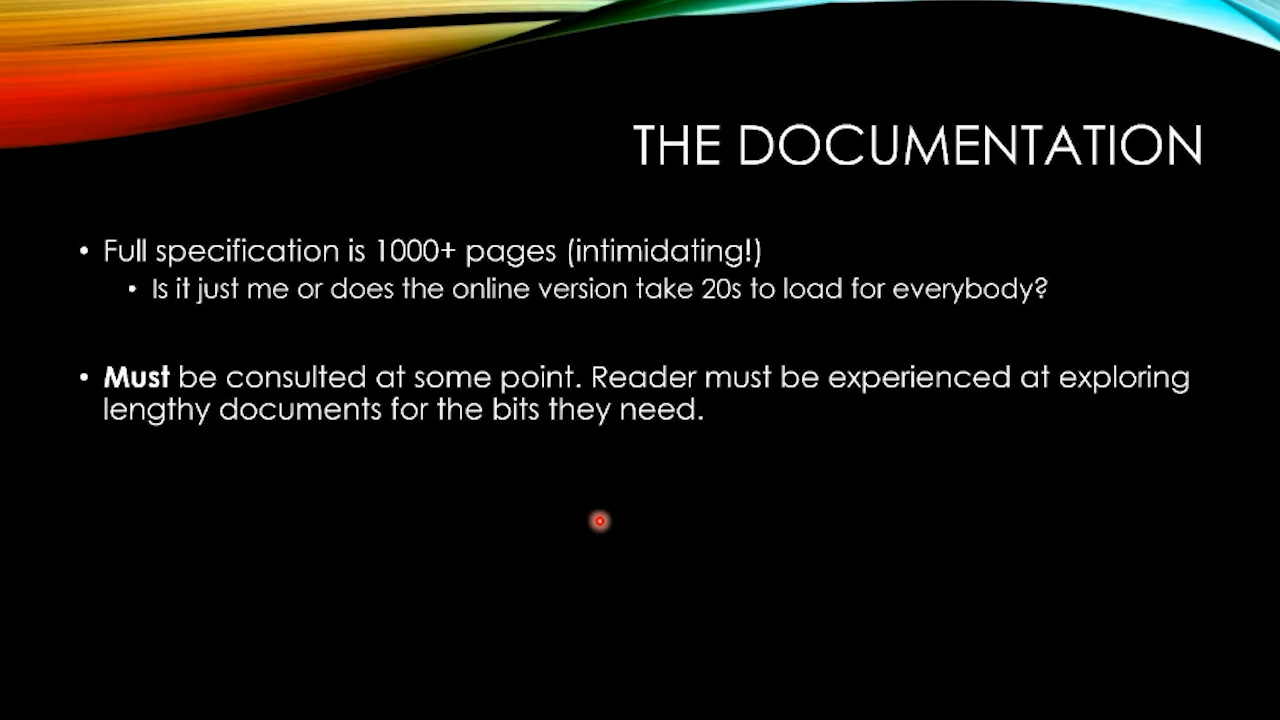 THE DOCUMENTATION
• Full specification is 1000+ pages (intimidating!)
• Is it just me or does the online version take 20s to load for everybody?
• Must be consulted at some point. Reader must be experienced at exploring
lengthy documents for the bits they need.